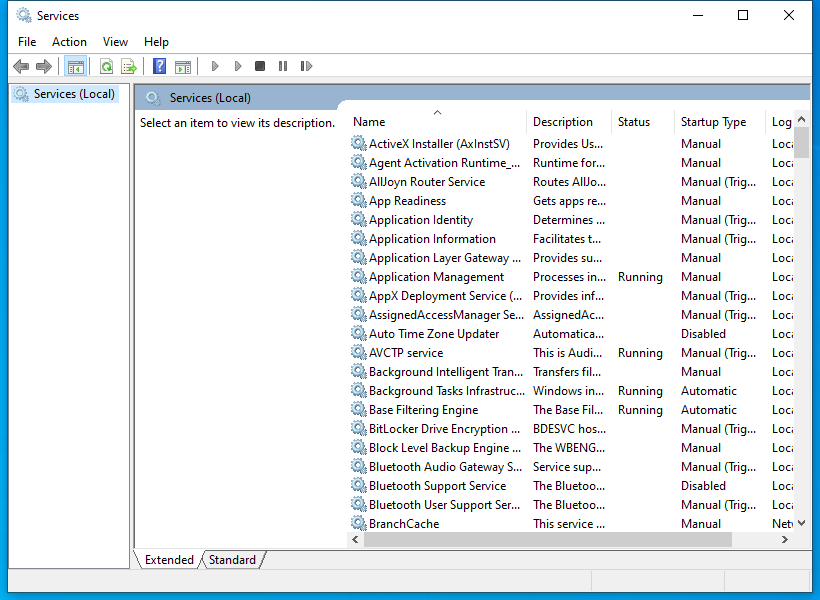 Services
File Action View Help
Services (Local)
Services (Local)
Select an item to view its description.
Name Description Status Startup Type Log
ActiveX Installer (AxInstSV) Provides Us... Manual Loca
Agent Activation Runtime_... Runtime for... Manual Loca
AllJoyn Router Service Routes AllJo... Manual (Trig... Loca
App Readiness Gets apps re... Manual Loca
Application Identity Determines ... Manual (Trig... Loca
Application Information Facilitates t... Manual (Trig... Loca
Application Layer Gateway ... Provides su... Manual Loca
Application Management Processes in... Running Manual Loca
AppX Deployment Service (... Provides inf... Manual (Trig... Loca
AssignedAccessManager Se... AssignedAc... Manual (Trig... Loca
Auto Time Zone Updater Automatica... Disabled Loca
AVCTP service This is Audi... Running Manual (Trig... Loca
Background Intelligent Tran... Transfers fil... Manual Loca
Background Tasks Infrastruc... Windows in... Running Automatic Loca
Base Filtering Engine The Base Fil... Running Automatic Loca
BitLocker Drive Encryption ... BDESVC hos... Manual (Trig... Loca
Block Level Backup Engine ... The WBENG... Manual Loca
Bluetooth Audio Gateway S... Service sup... Manual (Trig... Loca
Bluetooth Support Service The Bluetoo... Disabled Loca
Bluetooth User Support Ser... The Bluetoo... Manual (Trig... Loca
BranchCache This service ... Manual Netv
Extended Standard